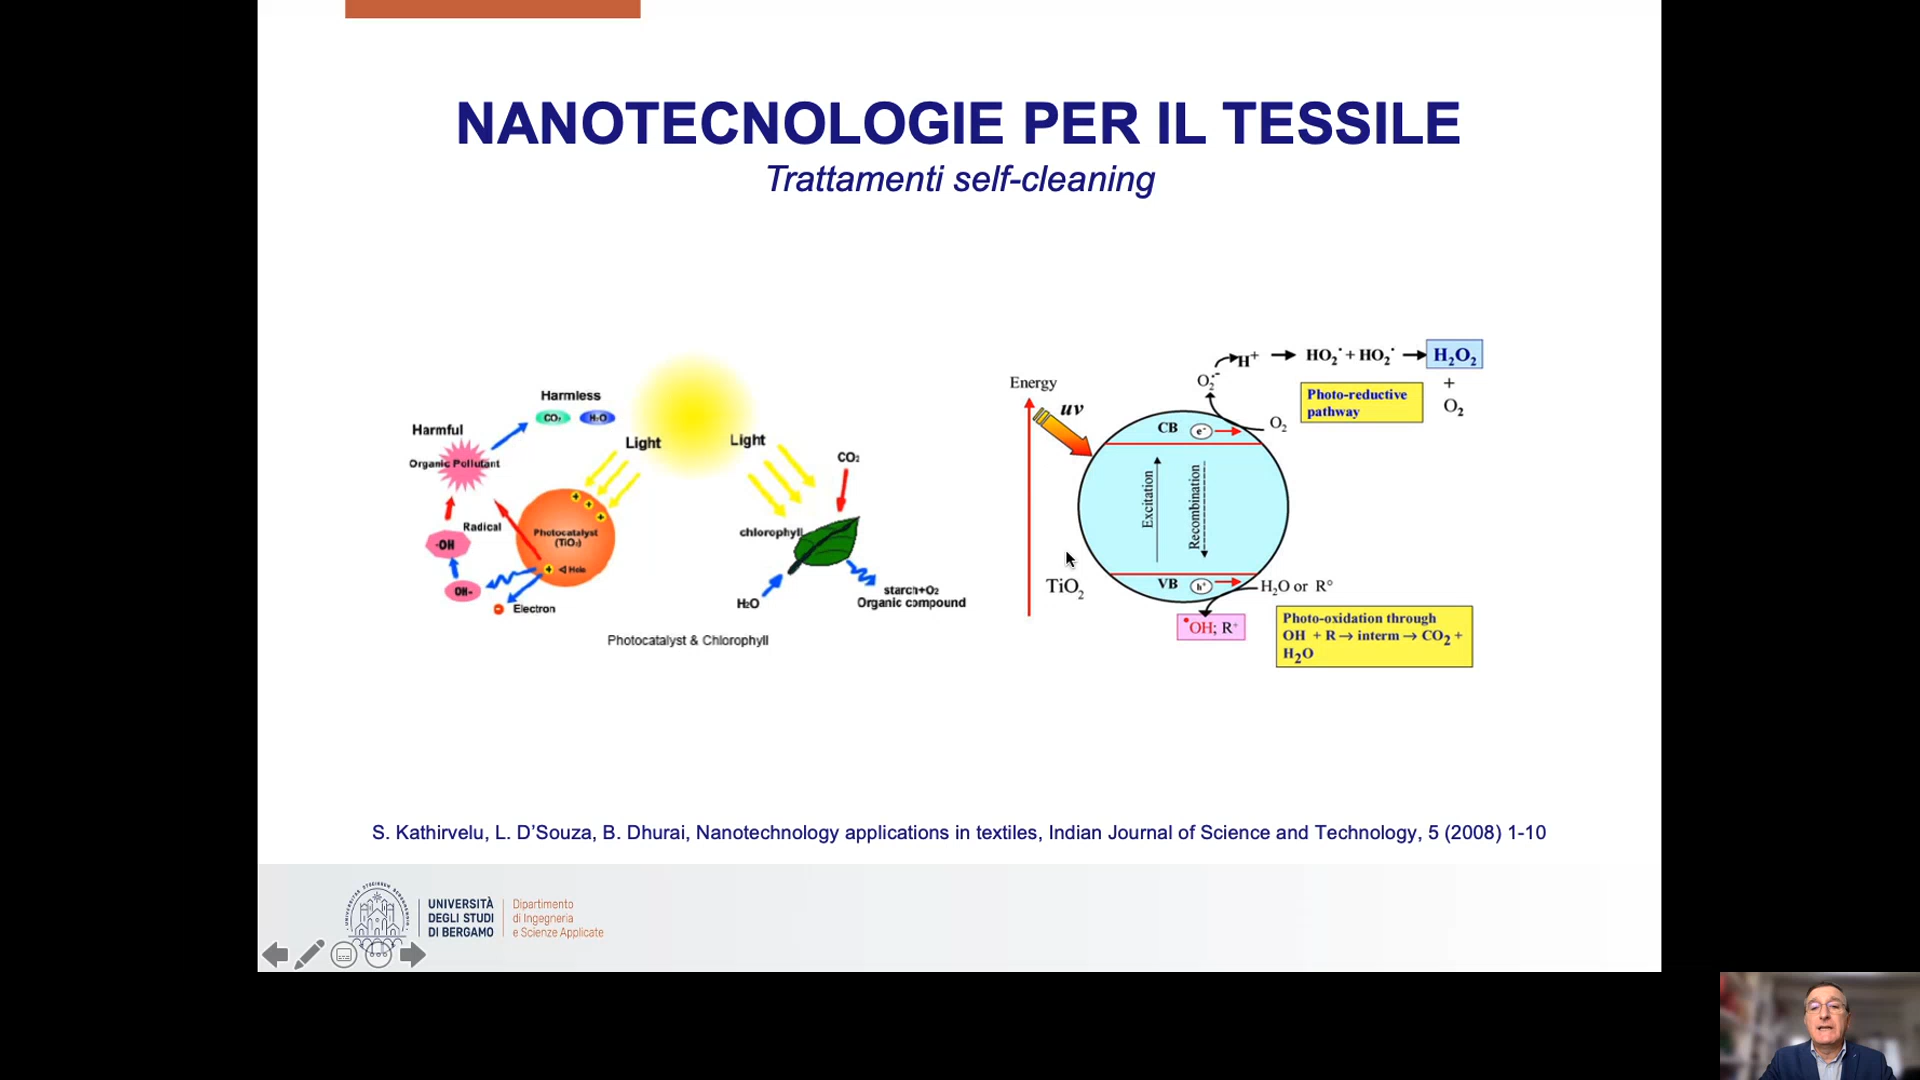 NANOTECNOLOGIE PER IL TESSILE
Trattamenti self-cleaning
Harmless
CO₂ H₂O
Harmful
Organic Pollutant
Light
Light
CO₂
Radical
·OH
OH-
Photocatalyst
(TiO₂)
+ + +
+ ◁ Hole
- Electron
chlorophyll
H₂O
starch+O₂
Organic compound
Photocatalyst & Chlorophyll
Energy
uv
O₂•⁻
H⁺ → HO₂• + HO₂• → H₂O₂
+
O₂
Photo-reductive
pathway
CB e⁻
O₂
Excitation
Recombination
TiO₂
VB h⁺
H₂O or R°
•OH; R⁺
Photo-oxidation through
OH + R → interm → CO₂ +
H₂O
S. Kathirvelu, L. D’Souza, B. Dhurai, Nanotechnology applications in textiles, Indian Journal of Science and Technology, 5 (2008) 1-10
UNIVERSITÀ
DEGLI STUDI
DI BERGAMO
Dipartimento
di Ingegneria
e Scienze Applicate